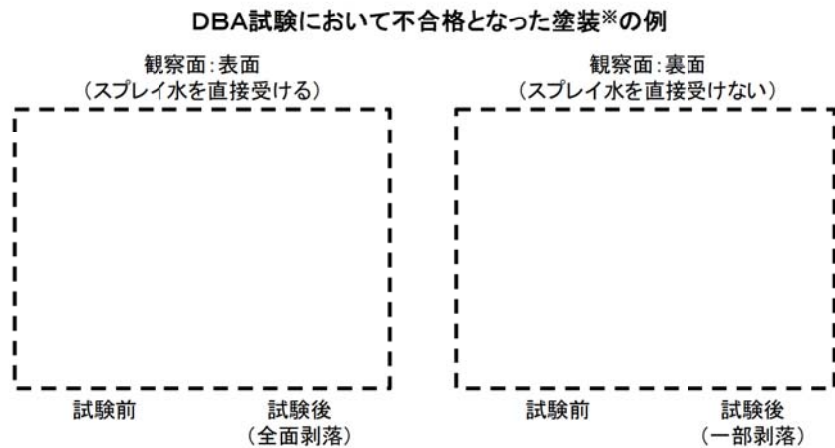 DBA試験において不合格となった塗装※の例
観察面：表面
（スプレイ水を直接受ける）
観察面：裏面
（スプレイ水を直接受けない）
試験前
試験後
（全面剥落）
試験前
試験後
（一部剥落）